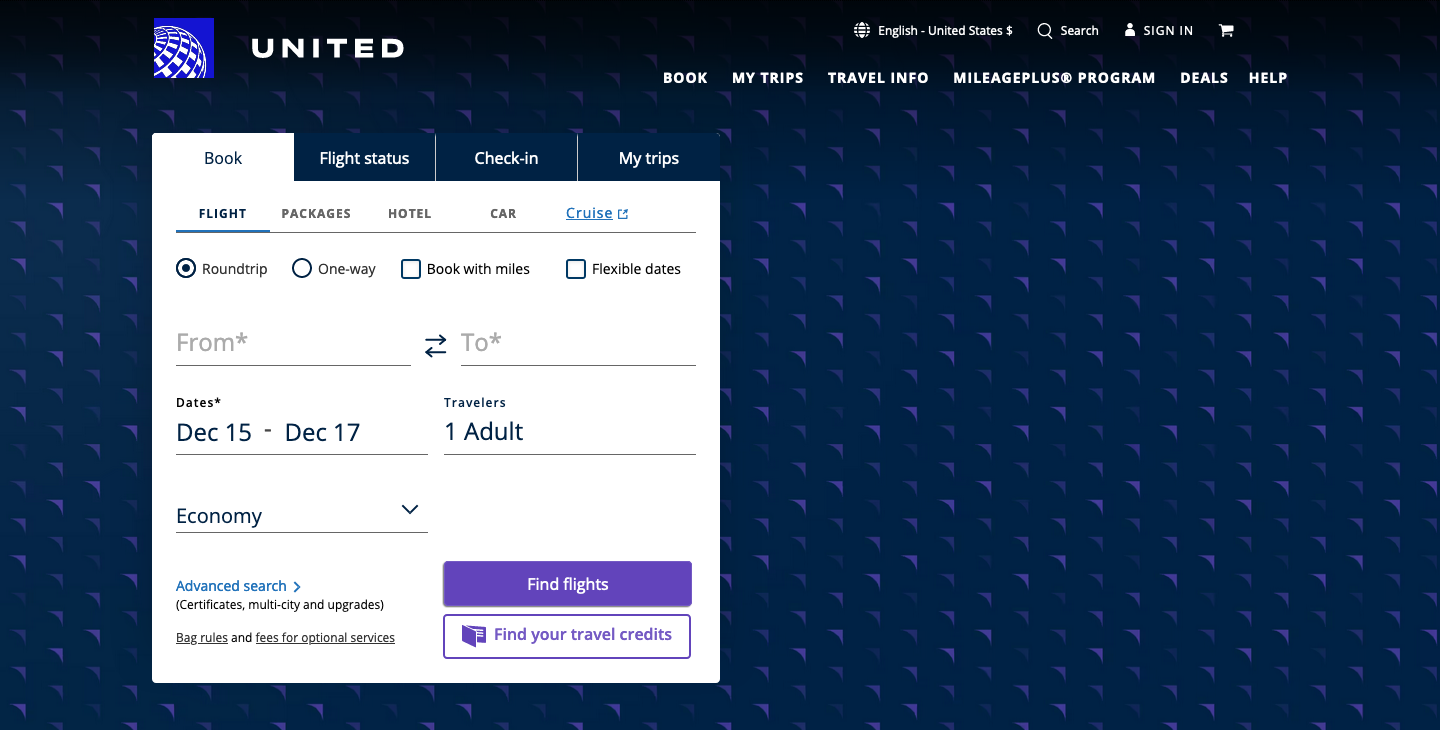 UNITED
English - United States $
Search
SIGN IN
BOOK MY TRIPS TRAVEL INFO MILEAGEPLUS® PROGRAM DEALS HELP
Book Flight status Check-in My trips
FLIGHT PACKAGES HOTEL CAR Cruise
Roundtrip One-way Book with miles Flexible dates
From* To*
Dates* Travelers
Dec 15 - Dec 17 1 Adult
Economy
Advanced search
(Certificates, multi-city and upgrades)
Find flights
Bag rules and fees for optional services
Find your travel credits